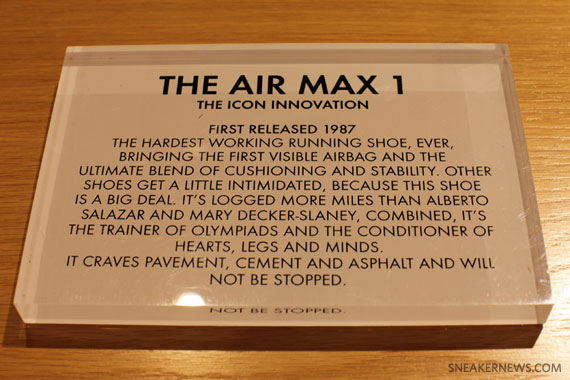 THE AIR MAX 1
THE ICON INNOVATION
FIRST RELEASED 1987
THE HARDEST WORKING RUNNING SHOE, EVER,
BRINGING THE FIRST VISIBLE AIRBAG AND THE
ULTIMATE BLEND OF CUSHIONING AND STABILITY. OTHER
SHOES GET A LITTLE INTIMIDATED, BECAUSE THIS SHOE
IS A BIG DEAL. IT'S LOGGED MORE MILES THAN ALBERTO
SALAZAR AND MARY DECKER-SLANEY, COMBINED, IT'S
THE TRAINER OF OLYMPIADS AND THE CONDITIONER OF
HEARTS, LEGS AND MINDS.
IT CRAVES PAVEMENT, CEMENT AND ASPHALT AND WILL
NOT BE STOPPED.
NOT BE STOPPED.
SNEAKERNEWS.COM